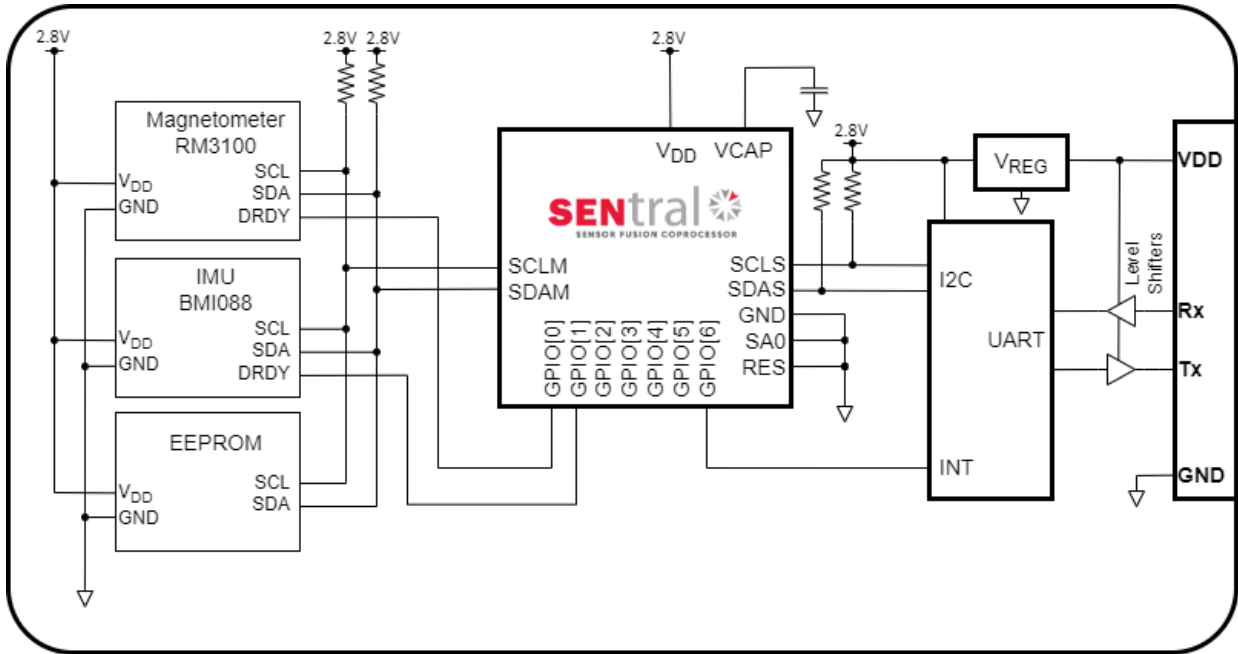 2.8V
2.8V 2.8V
2.8V
Magnetometer
RM3100
VDD
GND
SCL
SDA
DRDY
IMU
BMI088
VDD
GND
SCL
SDA
DRDY
EEPROM
VDD
GND
SCL
SDA
VDD VCAP
SENtral
SENSOR FUSION COPROCESSOR
SCLM
SDAM
SCLS
SDAS
GND
SA0
RES
GPIO[0]
GPIO[1]
GPIO[2]
GPIO[3]
GPIO[4]
GPIO[5]
GPIO[6]
2.8V
VREG
I2C
UART
INT
Level
Shifters
VDD
Rx
Tx
GND